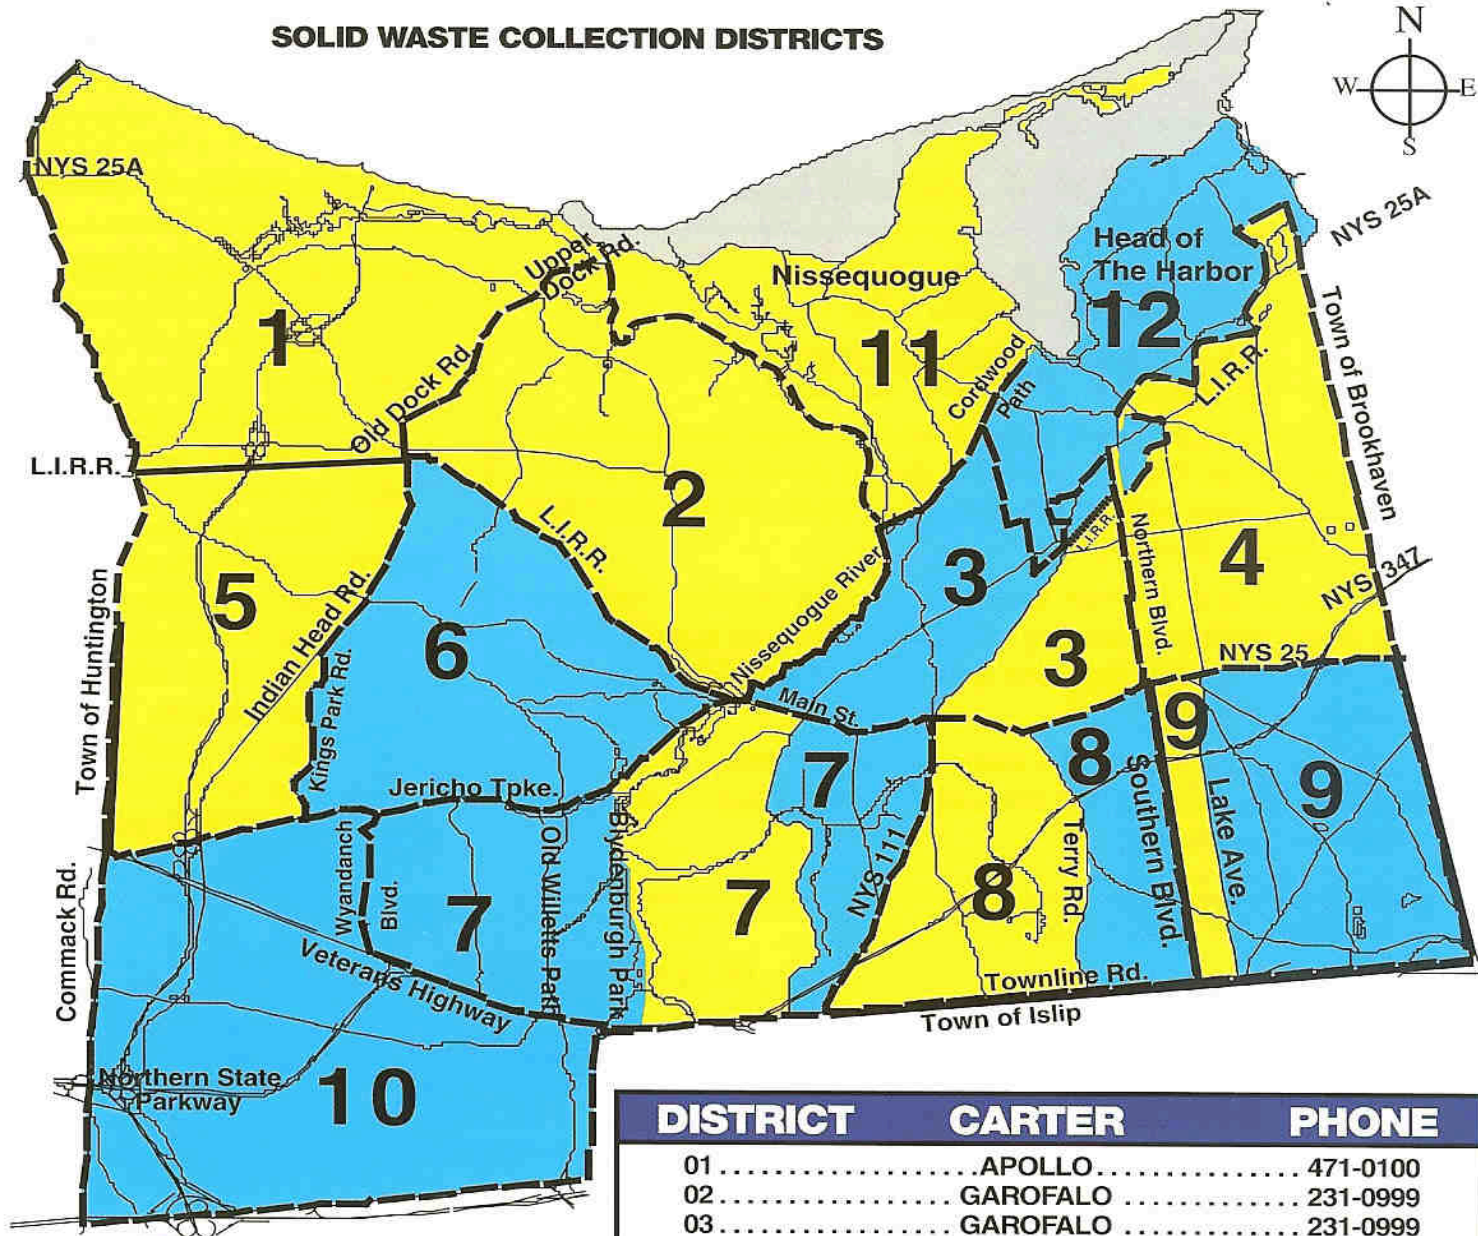 SOLID WASTE COLLECTION DISTRICTS
N
W
E
S
NYS 25A
NYS 25A
Upper
Dock Rd.
Nissequogue
Head of
The Harbor
12
1
11
Town of Brookhaven
Cordwood
Path
L.I.R.R.
Old Dock Rd.
L.I.R.R.
2
L.I.R.R.
L.I.R.R.
Northern Blvd.
4
3
5
Town of Huntington
Indian Head Rd.
6
Nissequogue River
NYS 347
NYS 25
3
Kings Park Rd.
Main St.
9
7
8
Southern Blvd.
Lake Ave.
9
Jericho Tpke.
Wyandanch
Blvd.
Old Willetts Path
Blydenburgh Park
NYS 111
Terry Rd.
7
7
8
Commack Rd.
Veterans Highway
Townline Rd.
Town of Islip
Northern State
Parkway
10
DISTRICT CARTER PHONE
01....................APOLLO................471-0100
02..................GAROFALO..............231-0999
03..................GAROFALO..............231-0999